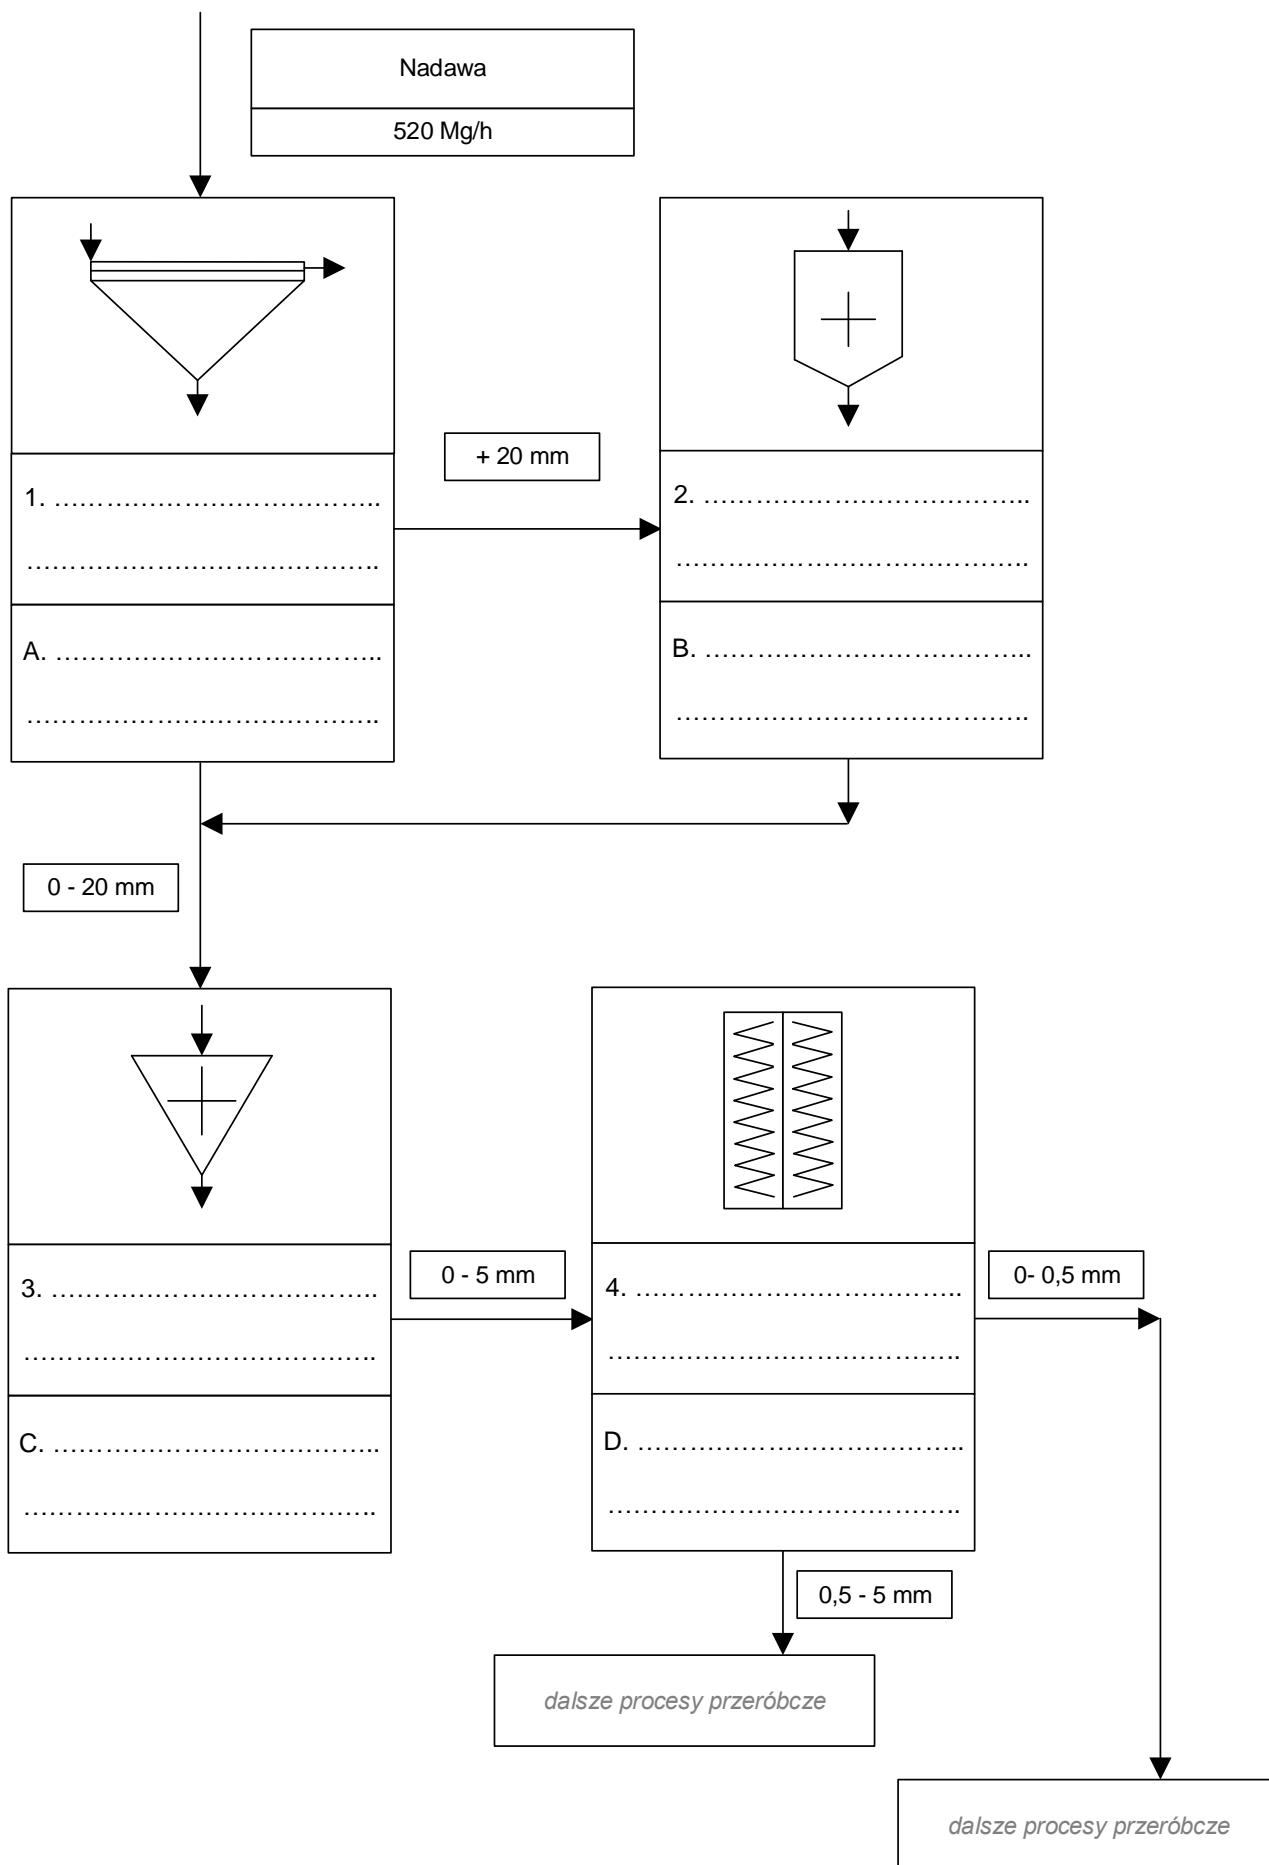 Nadawa
520 Mg/h
+ 20 mm
1. ……………………………….
………………………………….
2. ……………………………….
………………………………….
A. ……………………………….
………………………………….
B. ……………………………….
………………………………….
0 - 20 mm
3. ……………………………….
………………………………….
0 - 5 mm
4. ……………………………….
………………………………….
0- 0,5 mm
C. ……………………………….
………………………………….
D. ……………………………….
………………………………….
0,5 - 5 mm
dalsze procesy przeróbcze
dalsze procesy przeróbcze